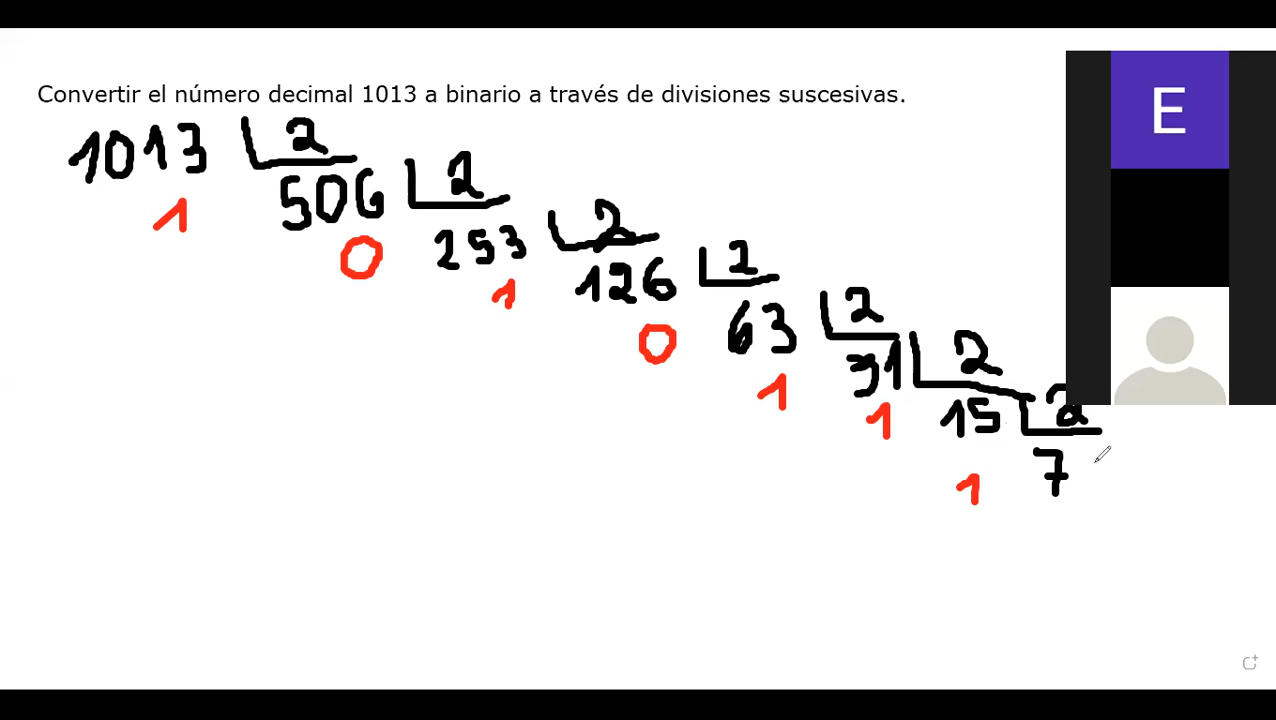 Convertir el número decimal 1013 a binario a través de divisiones suscesivas.
E
1013 2
1 506 2
0 253 2
1 126 2
0 63 2
1 31 2
1 15 2
1 7